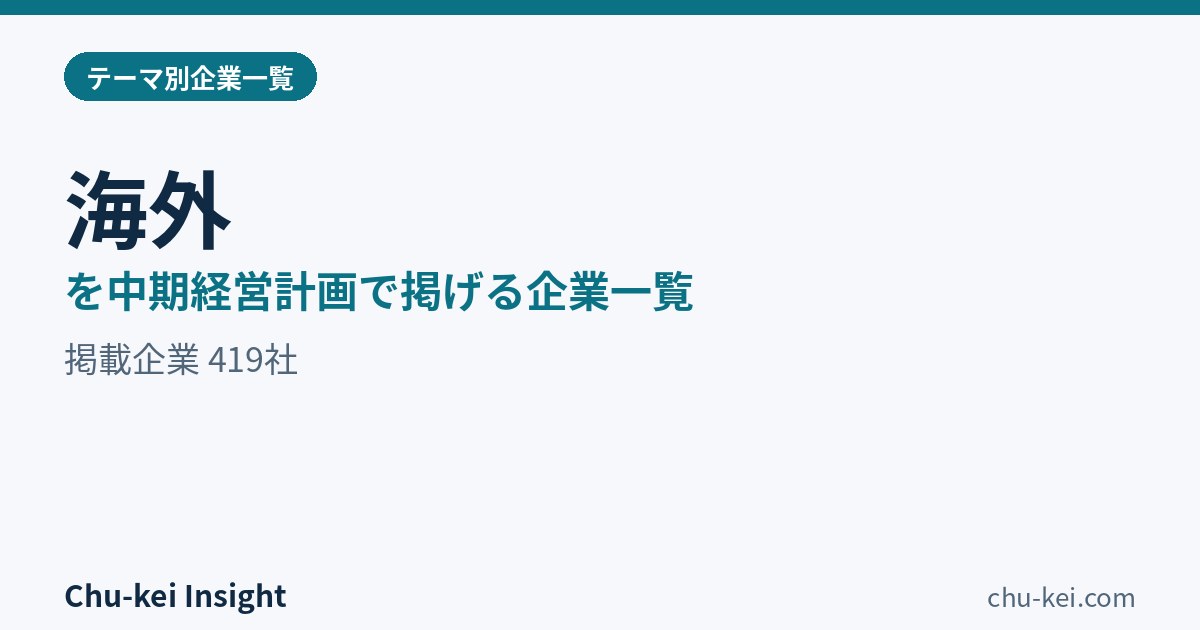 テーマ別企業一覧
海外
を中期経営計画で掲げる企業一覧
掲載企業 419社
Chu-kei Insight
chu-kei.com